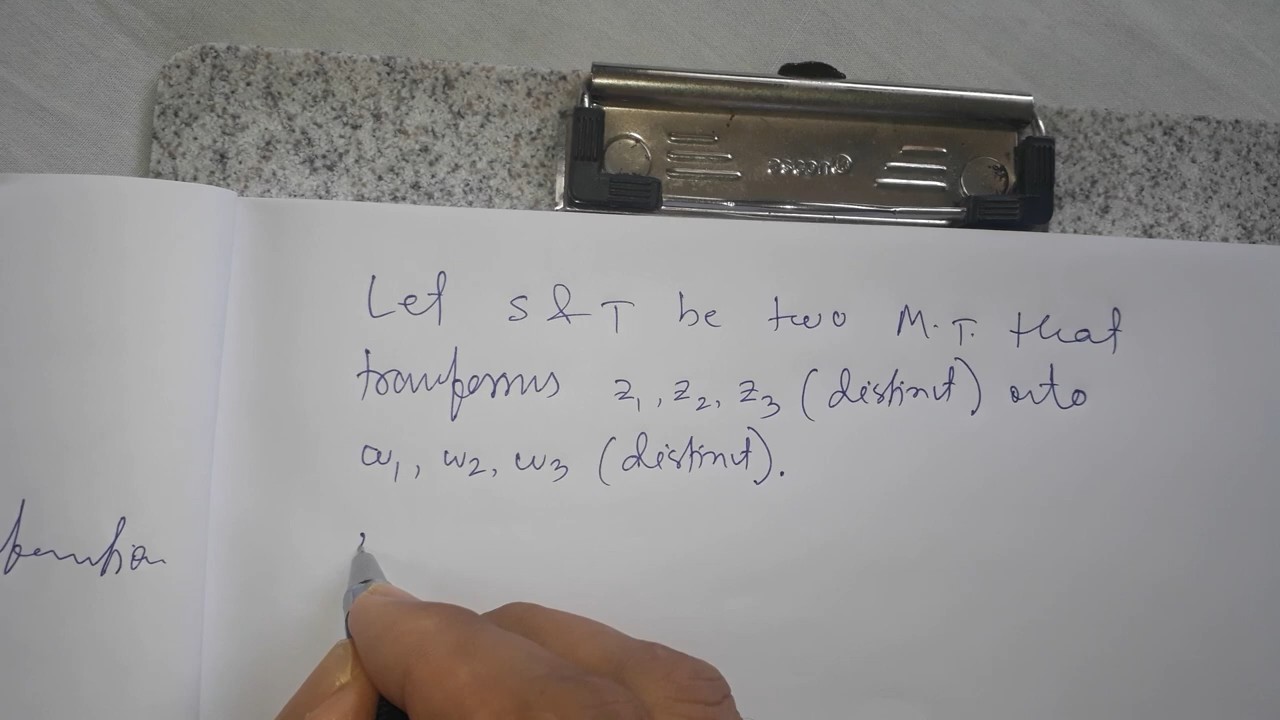 Let S & T be two M.T. that
transforms z₁, z₂, z₃ (distinct) onto
w₁, w₂, w₃ (distinct).